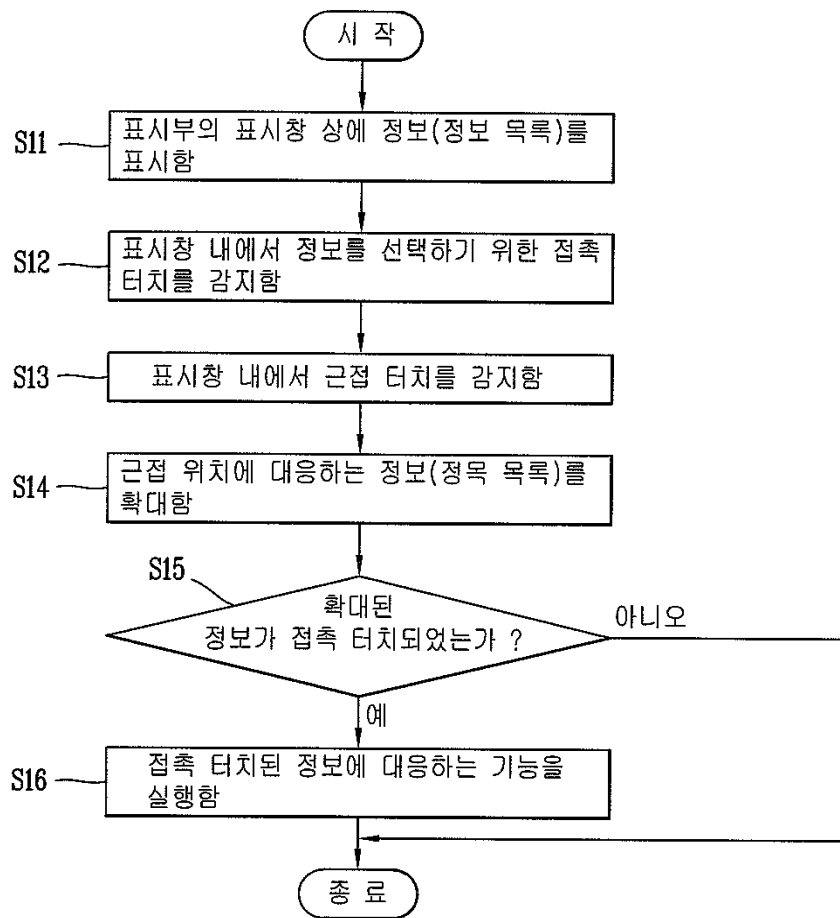 시 작
S11
표시부의 표시창 상에 정보(정보 목록)를
표시함
S12
표시창 내에서 정보를 선택하기 위한 접촉
터치를 감지함
S13
표시창 내에서 근접 터치를 감지함
S14
근접 위치에 대응하는 정보(정목 목록)를
확대함
S15
확대된
정보가 접촉 터치되었는가 ?
아니오
예
S16
접촉 터치된 정보에 대응하는 기능을
실행함
종 료